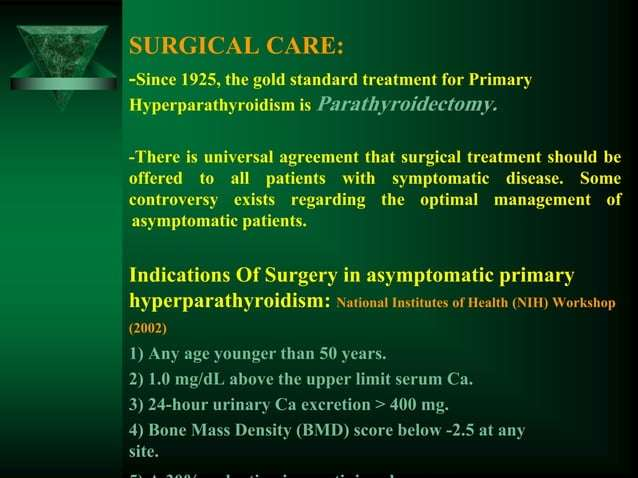 SURGICAL CARE:
-Since 1925, the gold standard treatment for Primary
Hyperparathyroidism is Parathyroidectomy.
-There is universal agreement that surgical treatment should be
offered to all patients with symptomatic disease. Some
controversy exists regarding the optimal management of
asymptomatic patients.
Indications Of Surgery in asymptomatic primary
hyperparathyroidism: National Institutes of Health (NIH) Workshop
(2002)
1) Any age younger than 50 years.
2) 1.0 mg/dL above the upper limit serum Ca.
3) 24-hour urinary Ca excretion > 400 mg.
4) Bone Mass Density (BMD) score below -2.5 at any
site.